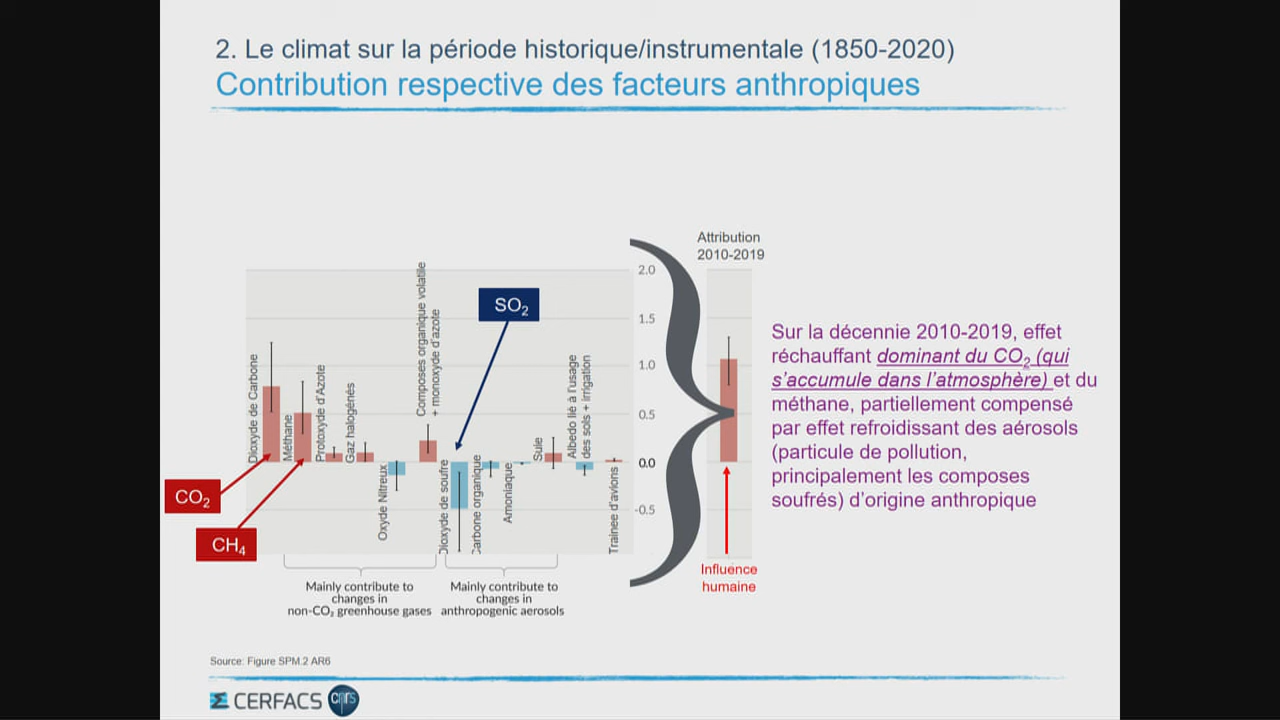 2. Le climat sur la période historique/instrumentale (1850-2020)
Contribution respective des facteurs anthropiques
Attribution
2010-2019
2.0
1.5
1.0
0.5
0.0
-0.5
Dioxyde de Carbone
Méthane
Protoxyde d'Azote
Gaz halogénés
Oxyde Nitreux
Composes organique volatile
+ monoxyde d'azote
Dioxyde de soufre
Carbone organique
Amoniaque
Suie
Albedo lié à l'usage
des sols + irrigation
Trainee d'avions
SO₂
CO₂
CH₄
Sur la décennie 2010-2019, effet
réchauffant dominant du CO₂ (qui
s'accumule dans l'atmosphère) et du
méthane, partiellement compensé
par effet refroidissant des aérosols
(particule de pollution,
principalement les composes
soufrés) d'origine anthropique
Influence
humaine
Mainly contribute to
changes in
non-CO₂ greenhouse gases
Mainly contribute to
changes in
anthropogenic aerosols
Source: Figure SPM.2 AR6
CERFACS
cnrs